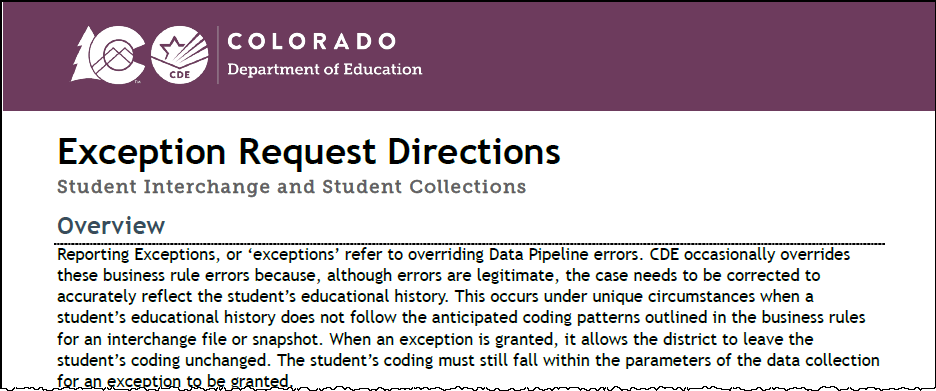 COLORADO
CDE
Department of Education
Exception Request Directions
Student Interchange and Student Collections
Overview
Reporting Exceptions, or ‘exceptions’ refer to overriding Data Pipeline errors. CDE occasionally overrides
these business rule errors because, although errors are legitimate, the case needs to be corrected to
accurately reflect the student’s educational history. This occurs under unique circumstances when a
student’s educational history does not follow the anticipated coding patterns outlined in the business rules
for an interchange file or snapshot. When an exception is granted, it allows the district to leave the
student’s coding unchanged. The student’s coding must still fall within the parameters of the data collection
for an exception to be granted.